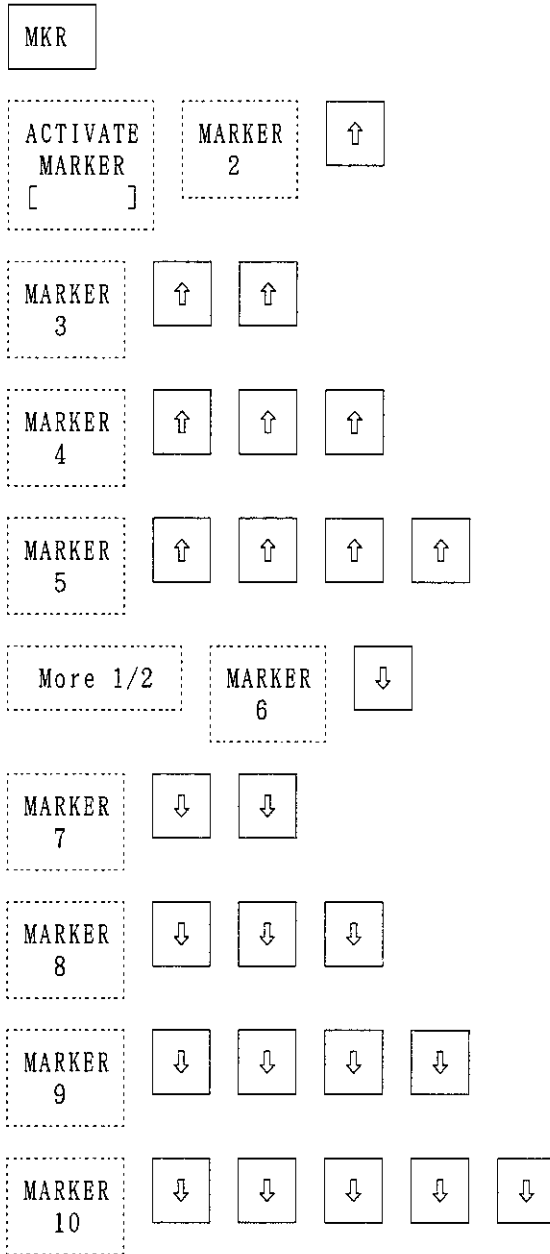 MKR
ACTIVATE MARKER [ ] MARKER 2 ⇧
MARKER 3 ⇧ ⇧
MARKER 4 ⇧ ⇧ ⇧
MARKER 5 ⇧ ⇧ ⇧ ⇧
More 1/2 MARKER 6 ⇩
MARKER 7 ⇩ ⇩
MARKER 8 ⇩ ⇩ ⇩
MARKER 9 ⇩ ⇩ ⇩ ⇩
MARKER 10 ⇩ ⇩ ⇩ ⇩ ⇩